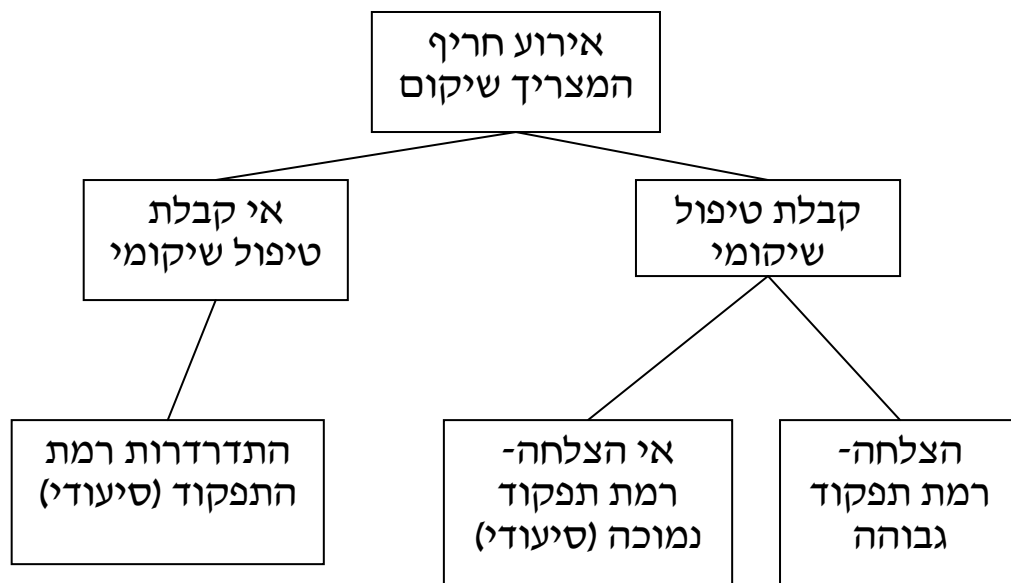 אירוע חריף
המצריך שיקום
קבלת טיפול
שיקומי
אי קבלת
טיפול שיקומי
הצלחה-
רמת תפקוד
גבוהה
אי הצלחה-
רמת תפקוד
נמוכה (סיעודי)
התדרדרות רמת
התפקוד (סיעודי)